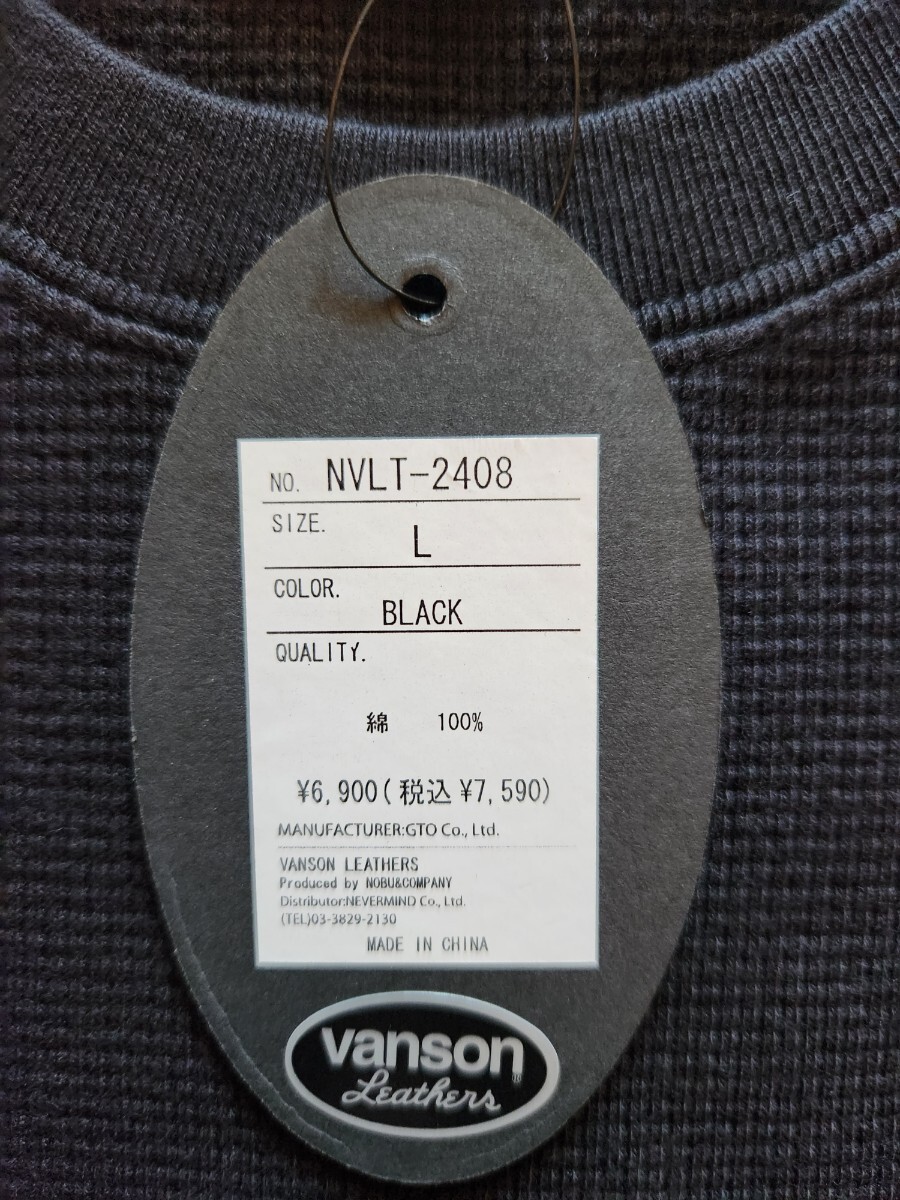 NO. NVLT-2408
SIZE.
L
COLOR.
BLACK
QUALITY.
綿 100%
¥6,900(税込¥7,590)
MANUFACTURER:GTO Co., Ltd.
VANSON LEATHERS
Produced by NOBU&COMPANY
Distributor:NEVERMIND Co., Ltd.
(TEL)03-3829-2130
MADE IN CHINA
vanson
Leathers